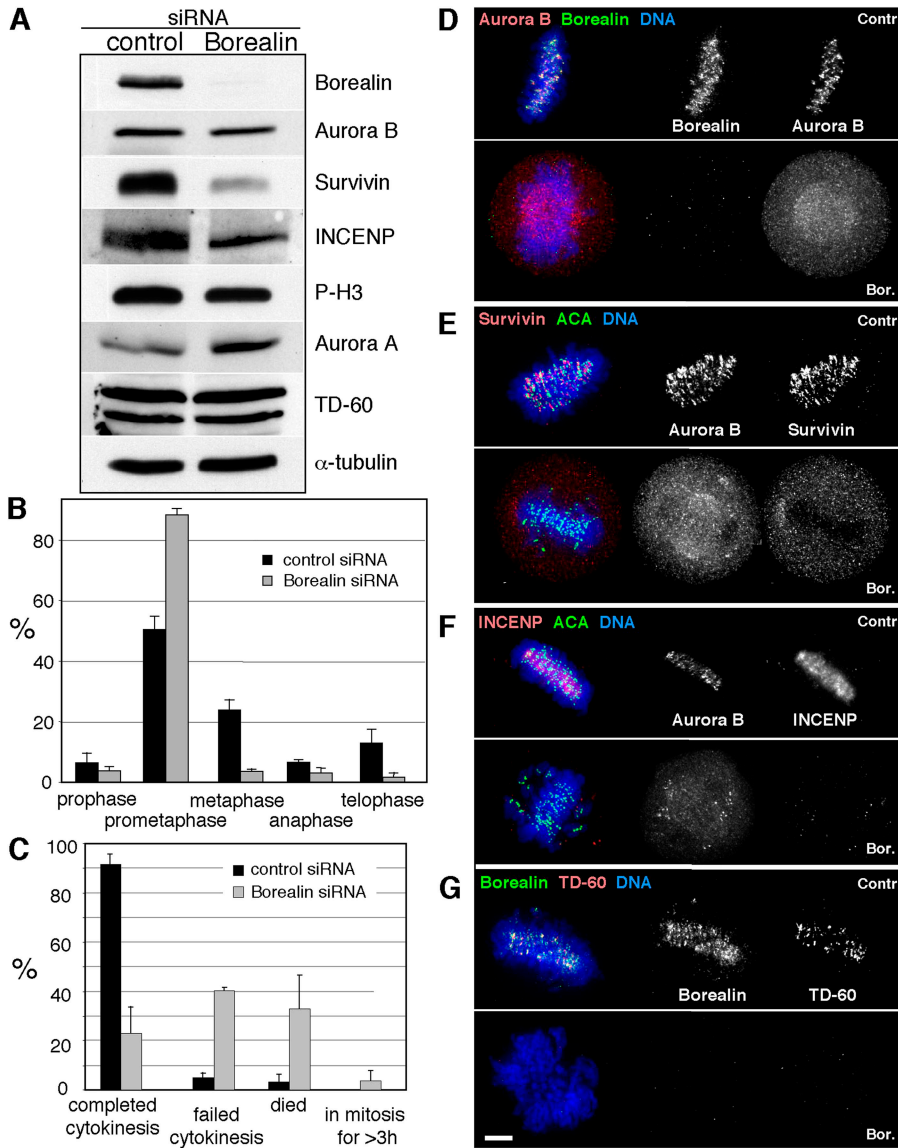 A
siRNA
control Borealin
Borealin
Aurora B
Survivin
INCENP
P-H3
Aurora A
TD-60
α-tubulin
B
80
60
%
40
20
0
control siRNA
Borealin siRNA
prophase
prometaphase
metaphase
anaphase
telophase
C
100
80
60
%
40
20
0
control siRNA
Borealin siRNA
completed
cytokinesis
failed
cytokinesis
died
in mitosis
for >3h
D
Aurora B Borealin DNA
Contr
Borealin
Aurora B
Bor.
E
Survivin ACA DNA
Contr
Aurora B
Survivin
Bor.
F
INCENP ACA DNA
Contr
Aurora B
INCENP
Bor.
G
Borealin TD-60 DNA
Contr
Borealin
TD-60
Bor.